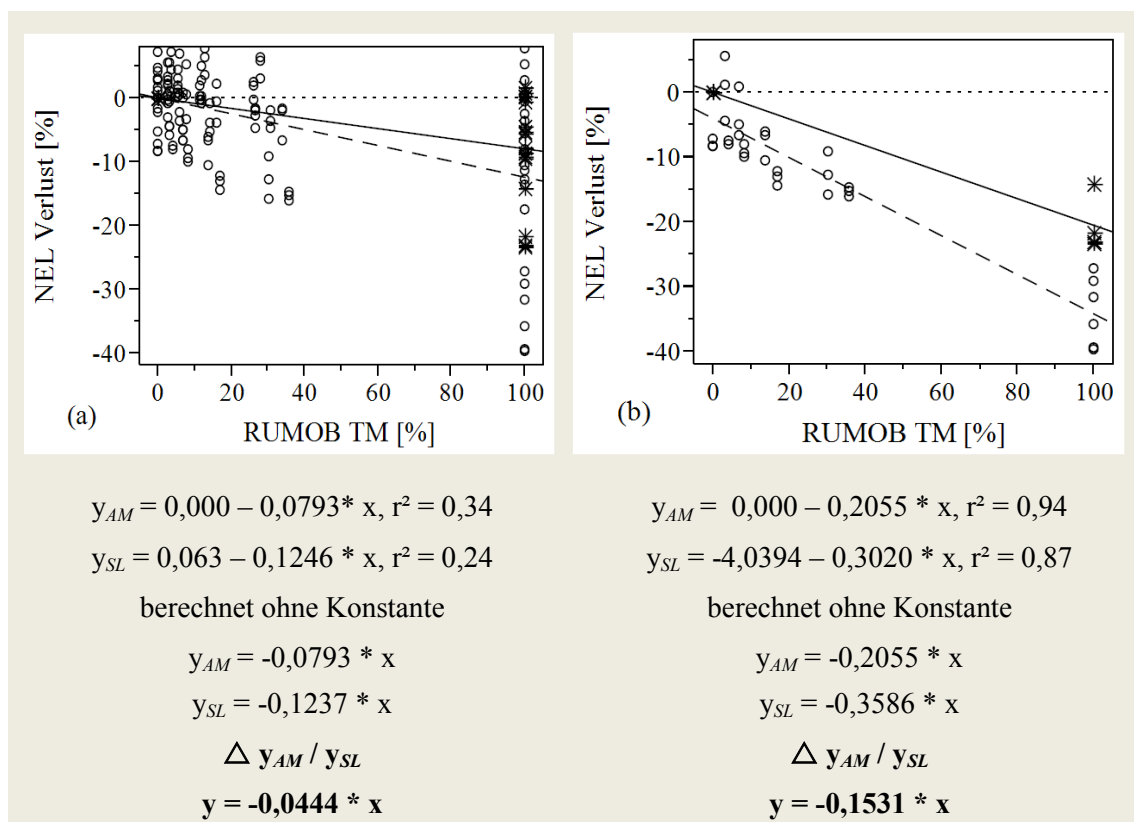 NEL Verlust [%]
0
-10
-20
-30
-40
0 20 40 60 80 100
(a)
RUMOB TM [%]
y_AM = 0,000 – 0,0793* x, r² = 0,34
y_SL = 0,063 – 0,1246 * x, r² = 0,24
berechnet ohne Konstante
y_AM = -0,0793 * x
y_SL = -0,1237 * x
△ y_AM / y_SL
y = -0,0444 * x
NEL Verlust [%]
0
-10
-20
-30
-40
0 20 40 60 80 100
(b)
RUMOB TM [%]
y_AM = 0,000 – 0,2055 * x, r² = 0,94
y_SL = -4,0394 – 0,3020 * x, r² = 0,87
berechnet ohne Konstante
y_AM = -0,2055 * x
y_SL = -0,3586 * x
△ y_AM / y_SL
y = -0,1531 * x